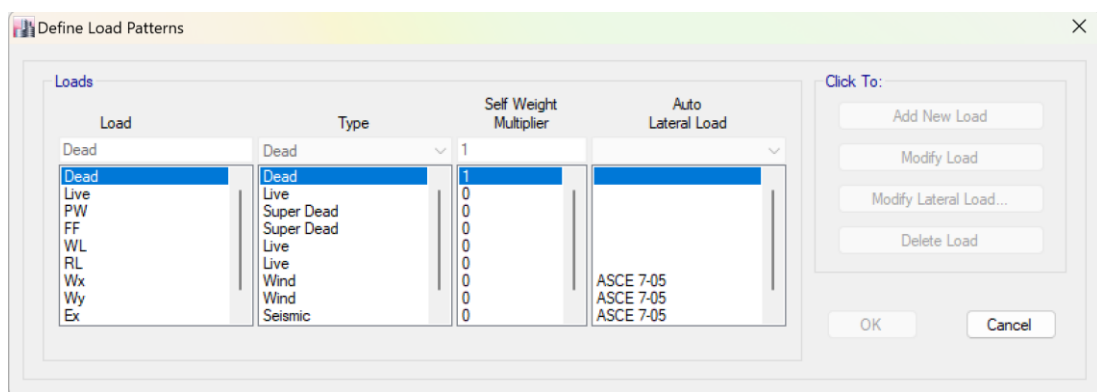 Define Load Patterns
Loads
Click To:
Load Type Self Weight Multiplier Auto Lateral Load
Dead Dead 1
Dead Dead 1
Live Live 0
PW Super Dead 0
FF Super Dead 0
WL Live 0
RL Live 0
Wx Wind 0 ASCE 7-05
Wy Wind 0 ASCE 7-05
Ex Seismic 0 ASCE 7-05
Add New Load
Modify Load
Modify Lateral Load...
Delete Load
OK Cancel